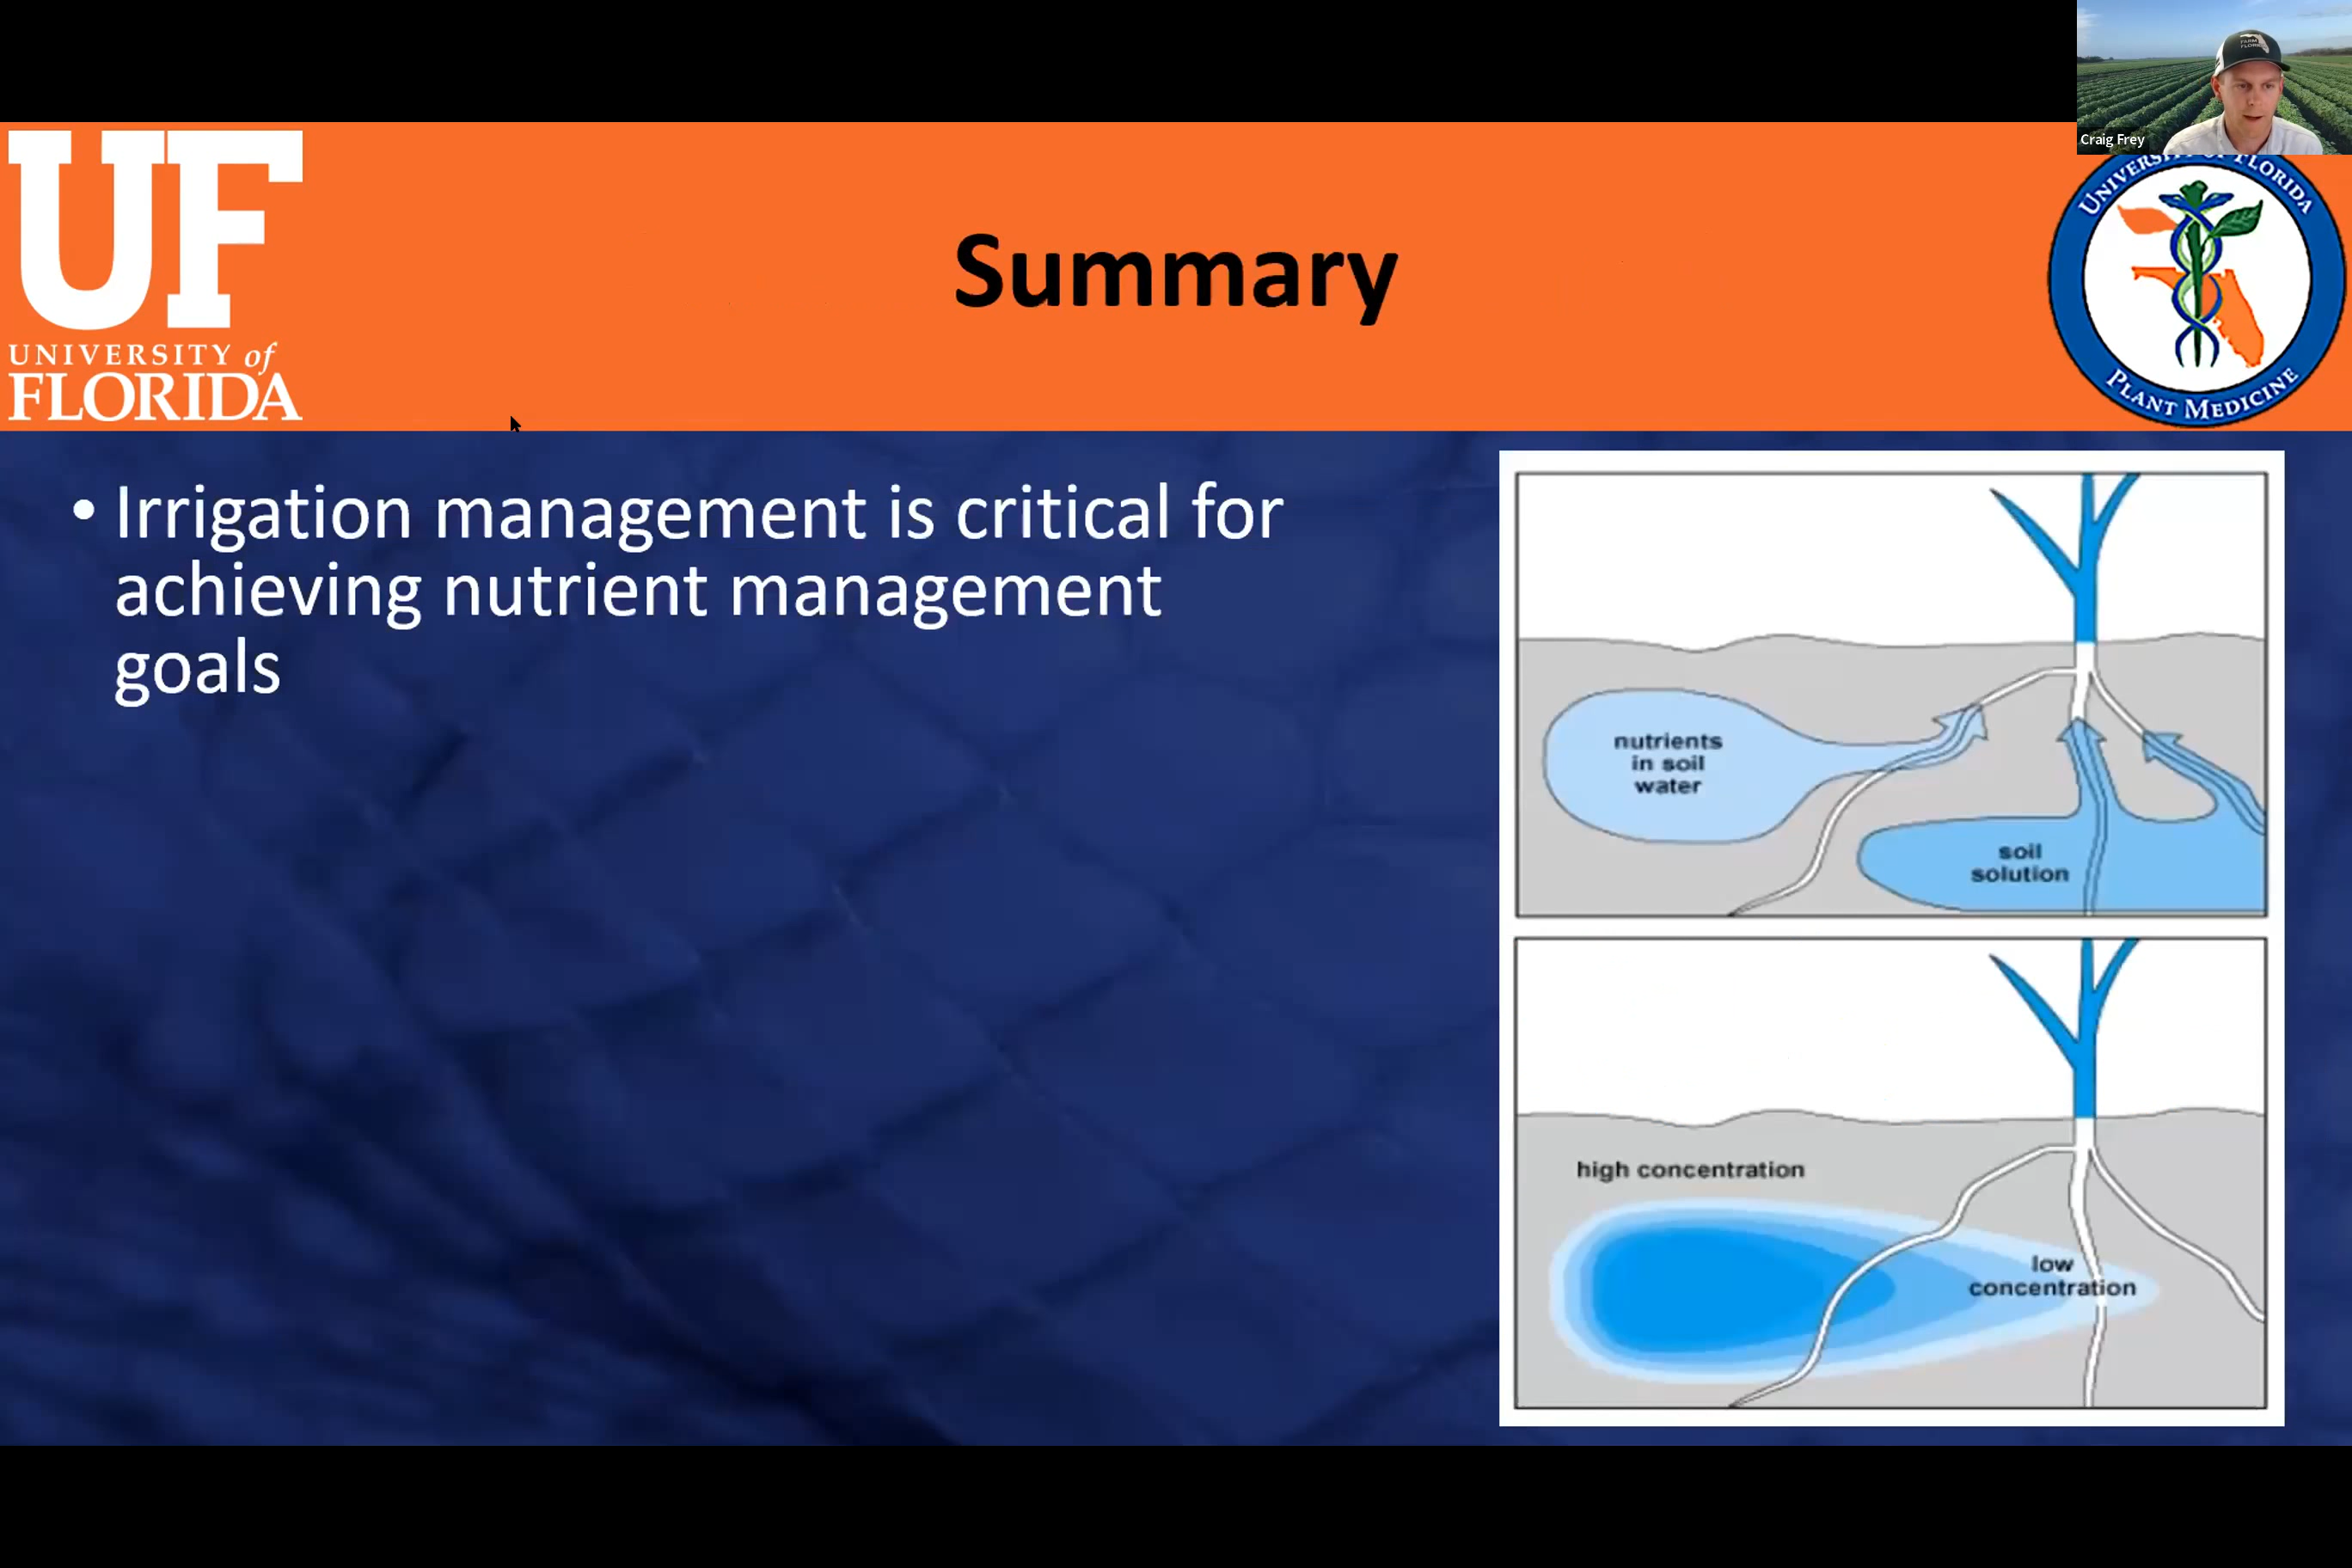 Craig Frey
UF
UNIVERSITY of
FLORIDA
Summary
UNIVERSITY OF FLORIDA
PLANT MEDICINE
• Irrigation management is critical for
achieving nutrient management
goals
nutrients
in soil
water
soil
solution
high concentration
low
concentration